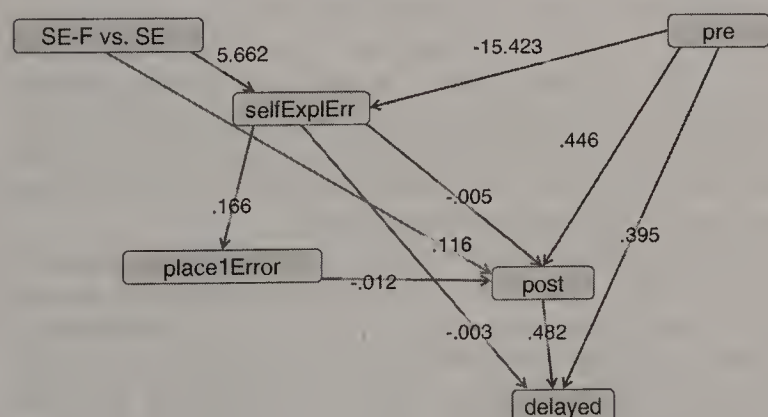 SE-F vs. SE
pre
5.662
-15.423
selfExplErr
.446
-.005
.166
.116
.395
place1Error
-.012
post
-.003
.482
delayed